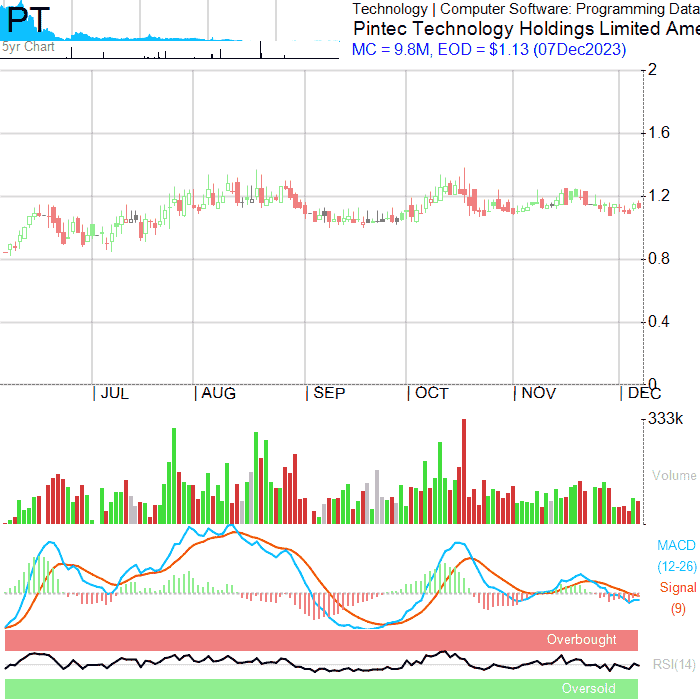 PT
5yr Chart
Technology | Computer Software: Programming Data
Pintec Technology Holdings Limited Ame
MC = 9.8M, EOD = $1.13 (07Dec2023)
2
1.6
1.2
0.8
0.4
0
JUL AUG SEP OCT NOV DEC
333k
Volume
MACD
(12-26)
Signal
(9)
Overbought
RSI(14)
Oversold